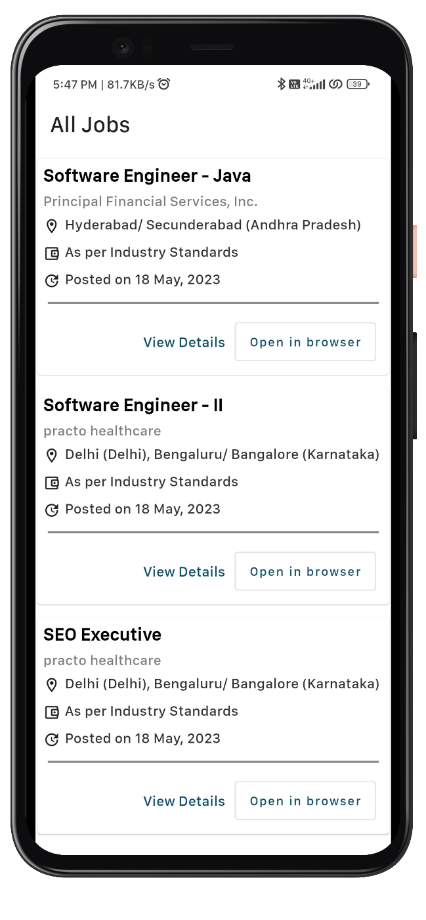 5:47 PM | 81.7KB/s
4G+
39
All Jobs
Software Engineer - Java
Principal Financial Services, Inc.
Hyderabad/ Secunderabad (Andhra Pradesh)
As per Industry Standards
Posted on 18 May, 2023
View Details Open in browser
Software Engineer - II
practo healthcare
Delhi (Delhi), Bengaluru/ Bangalore (Karnataka)
As per Industry Standards
Posted on 18 May, 2023
View Details Open in browser
SEO Executive
practo healthcare
Delhi (Delhi), Bengaluru/ Bangalore (Karnataka)
As per Industry Standards
Posted on 18 May, 2023
View Details Open in browser